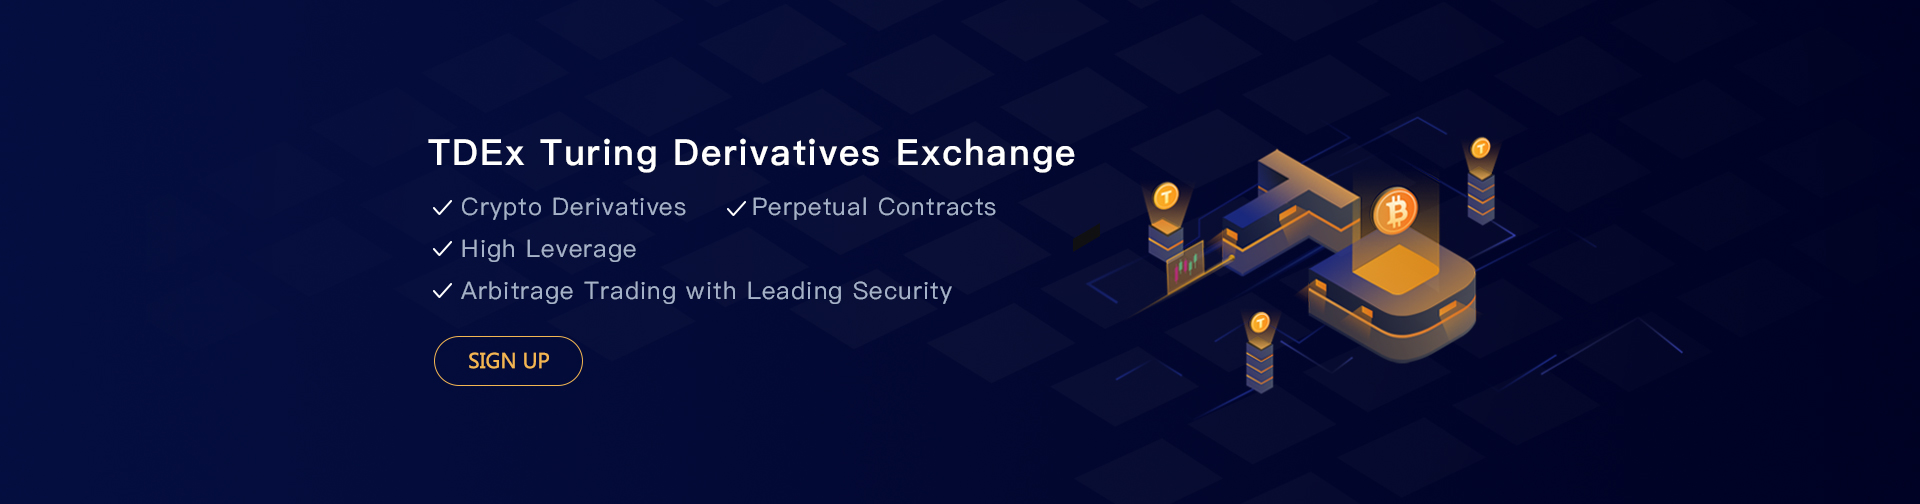 TDEx Turing Derivatives Exchange
Crypto Derivatives Perpetual Contracts
High Leverage
Arbitrage Trading with Leading Security
SIGN UP